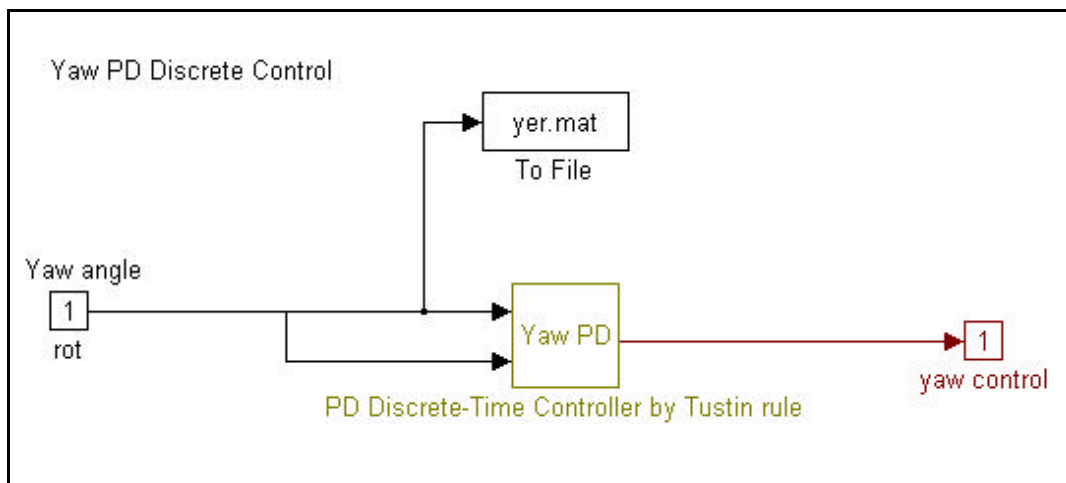 Yaw PD Discrete Control
yer.mat
To File
Yaw angle
1
rot
Yaw PD
1
yaw control
PD Discrete-Time Controller by Tustin rule